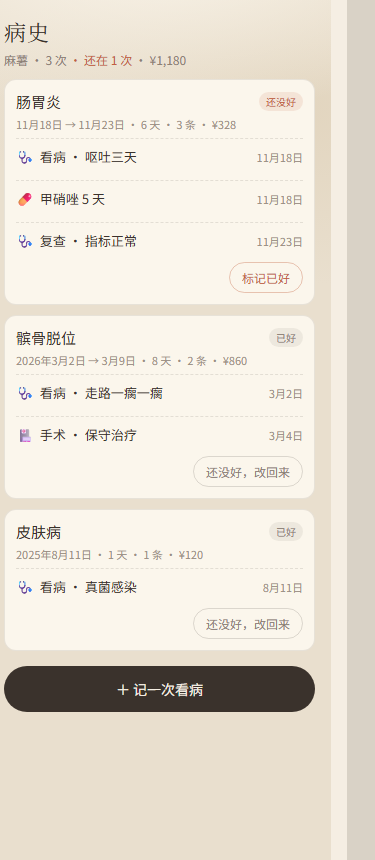 病史
麻薯 · 3 次 · 还在 1 次 · ¥1,180
肠胃炎 还没好
11月18日 → 11月23日 · 6 天 · 3 条 · ¥328
看病 · 呕吐三天 11月18日
甲硝唑 5 天 11月18日
复查 · 指标正常 11月23日
标记已好
髌骨脱位 已好
2026年3月2日 → 3月9日 · 8 天 · 2 条 · ¥860
看病 · 走路一瘸一瘸 3月2日
手术 · 保守治疗 3月4日
还没好，改回来
皮肤病 已好
2025年8月11日 · 1 天 · 1 条 · ¥120
看病 · 真菌感染 8月11日
还没好，改回来
＋ 记一次看病